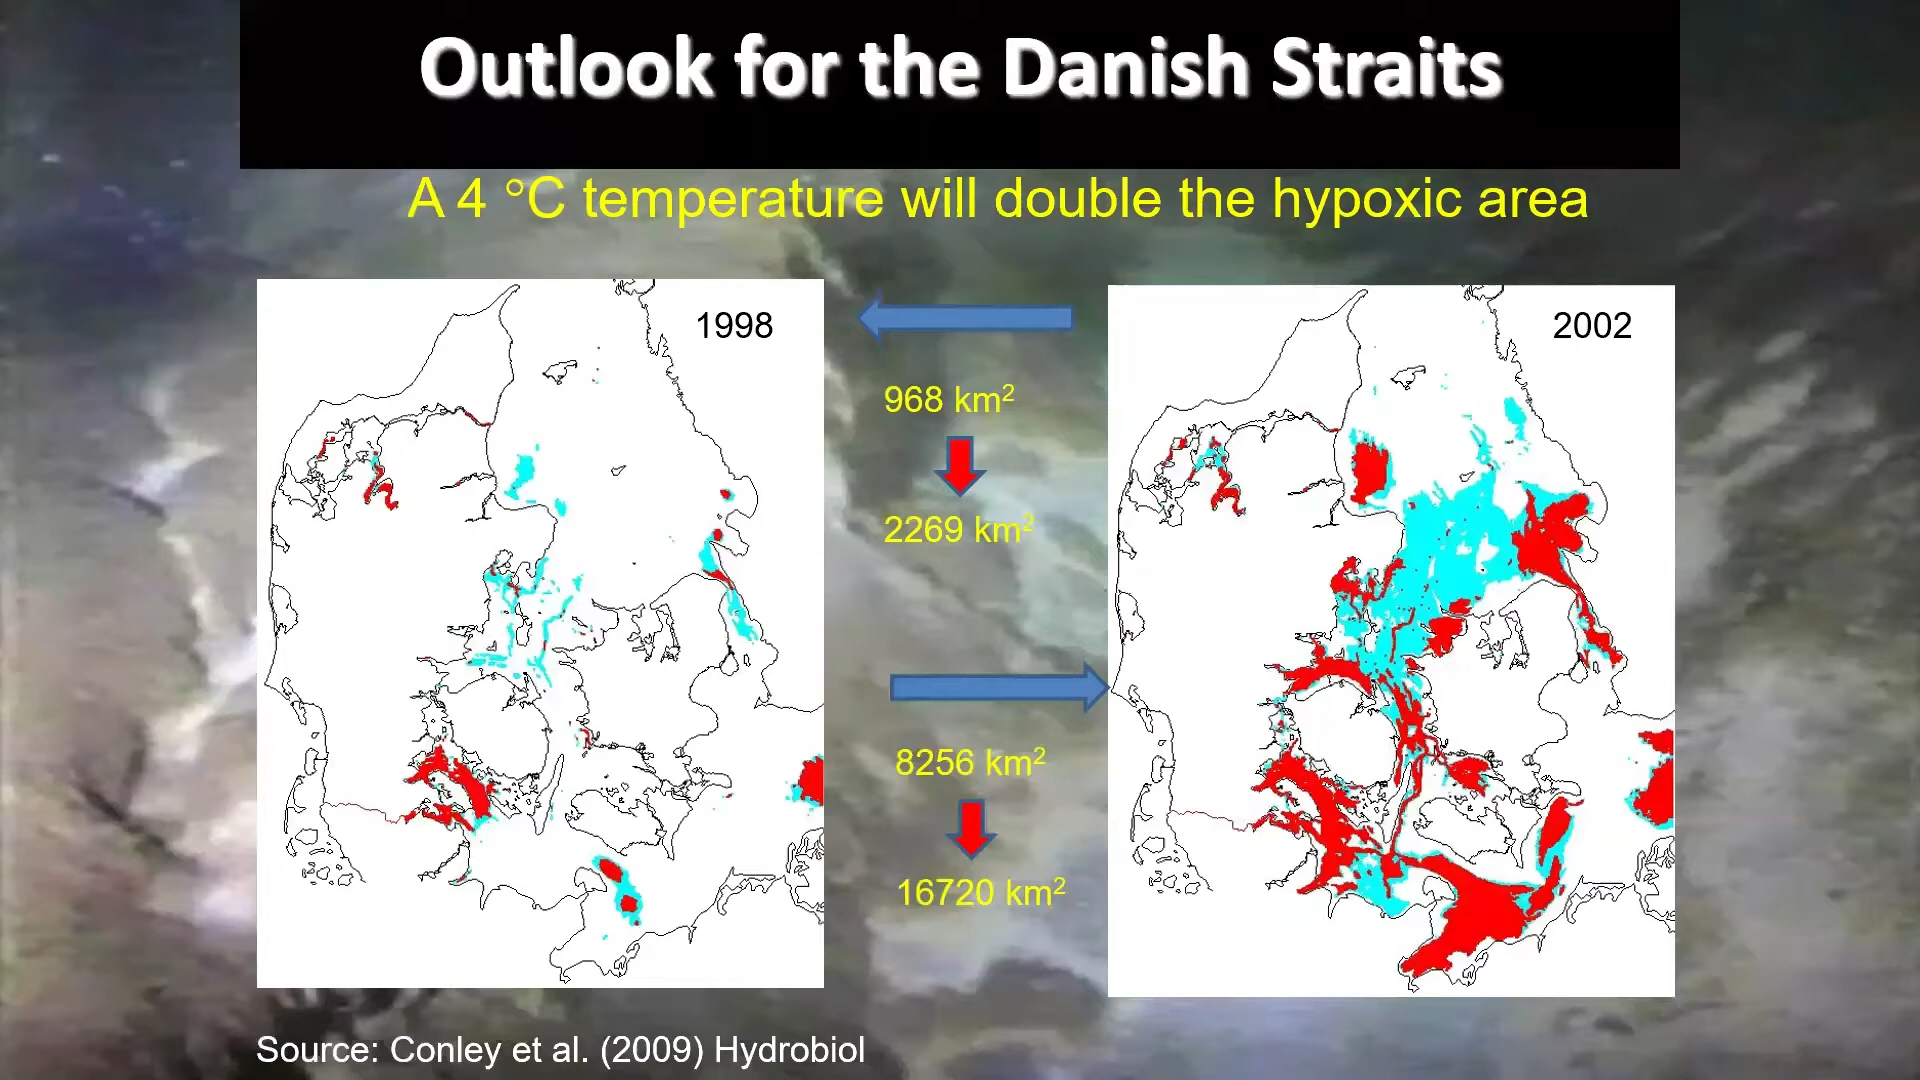 Outlook for the Danish Straits
A 4 °C temperature will double the hypoxic area
1998
2002
968 km²
2269 km²
8256 km²
16720 km²
Source: Conley et al. (2009) Hydrobiol